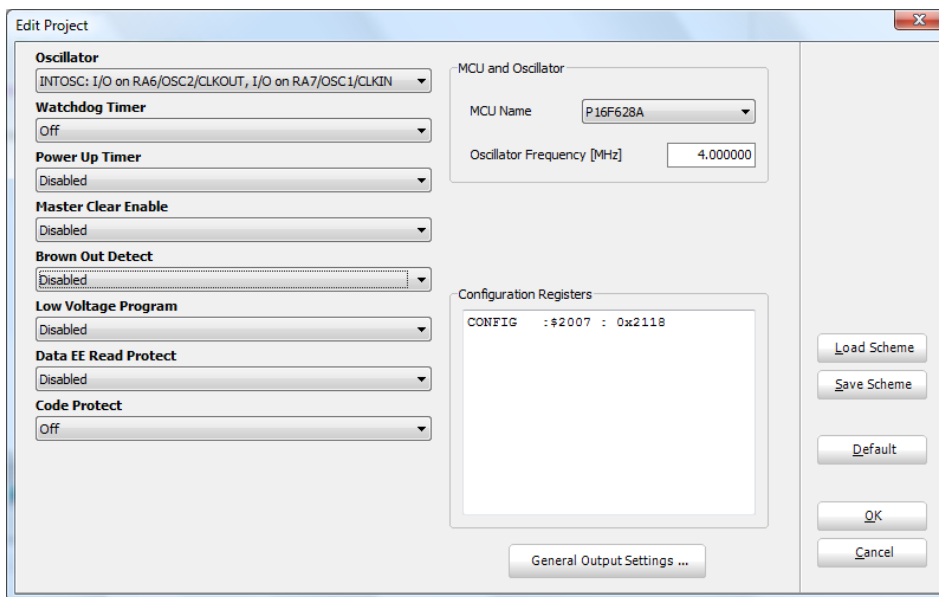 Edit Project
Oscillator
INTOSC: I/O on RA6/OSC2/CLKOUT, I/O on RA7/OSC1/CLKIN
Watchdog Timer
Off
Power Up Timer
Disabled
Master Clear Enable
Disabled
Brown Out Detect
Disabled
Low Voltage Program
Disabled
Data EE Read Protect
Disabled
Code Protect
Off
MCU and Oscillator
MCU Name P16F628A
Oscillator Frequency [MHz] 4.000000
Configuration Registers
CONFIG :$2007 : 0x2118
General Output Settings ...
Load Scheme
Save Scheme
Default
OK
Cancel